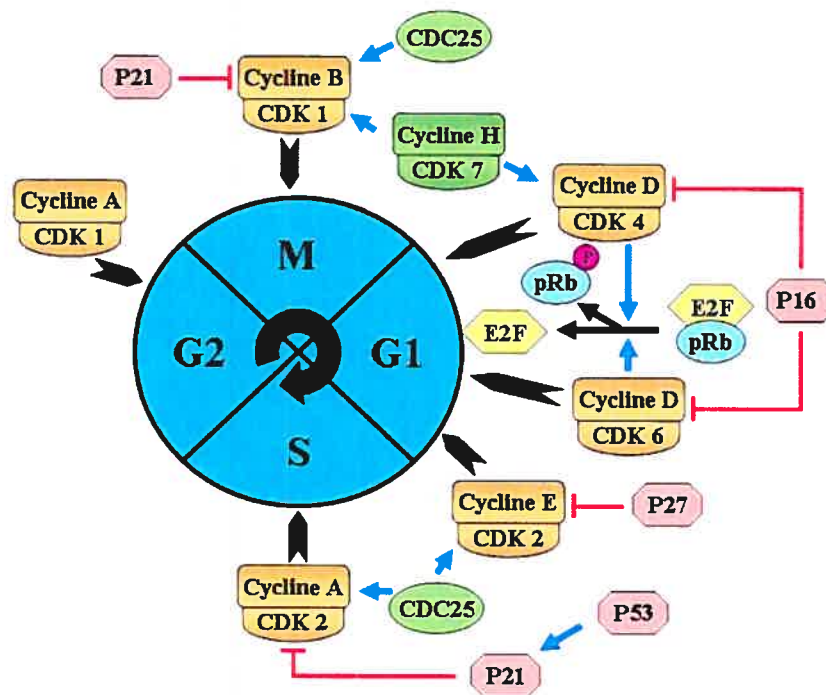 CDC25
P21
Cycline B
CDK 1
Cycline H
CDK 7
Cycline A
CDK 1
Cycline D
CDK 4
M
P
pRb
P16
E2F
pRb
E2F
G2
G1
Cycline D
CDK 6
S
Cycline E
CDK 2
P27
Cycline A
CDK 2
CDC25
P53
P21